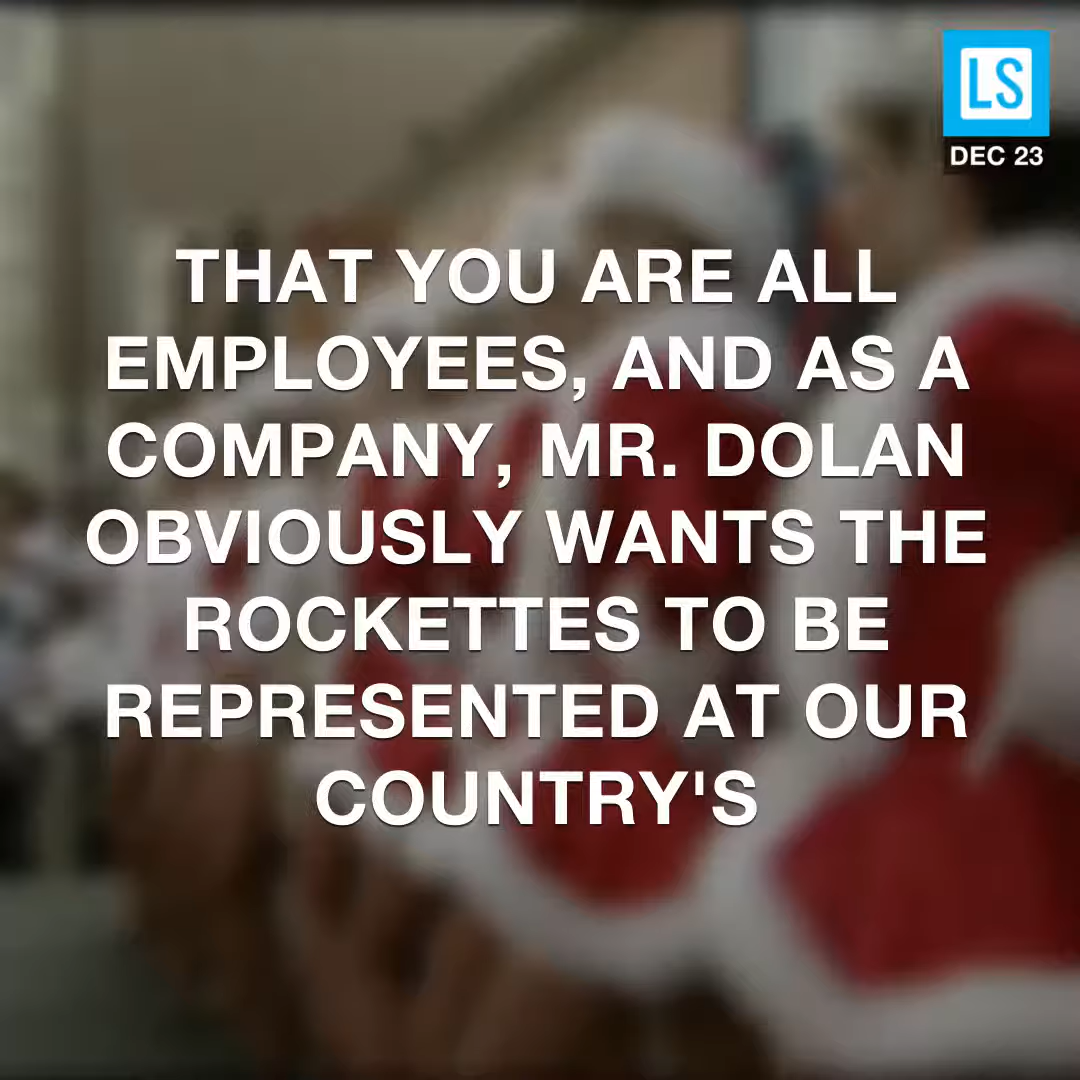 LS
DEC 23
THAT YOU ARE ALL
EMPLOYEES, AND AS A
COMPANY, MR. DOLAN
OBVIOUSLY WANTS THE
ROCKETTES TO BE
REPRESENTED AT OUR
COUNTRY'S